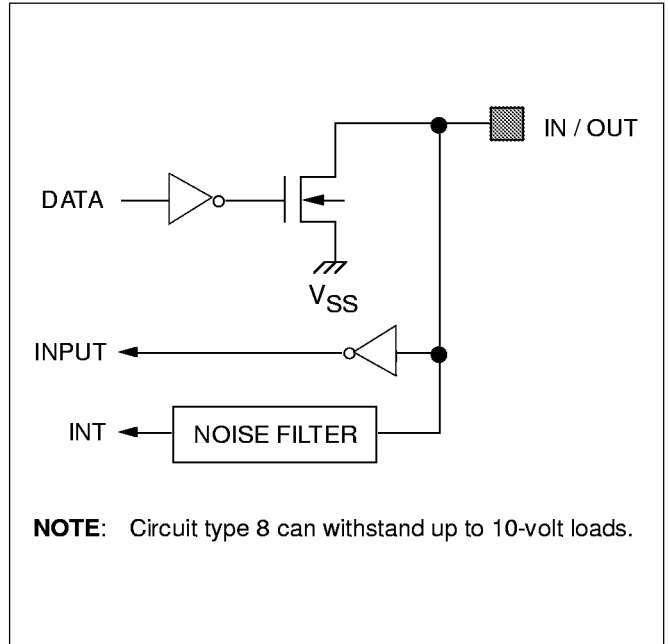 IN / OUT
DATA
VSS
INPUT
INT
NOISE FILTER
NOTE: Circuit type 8 can withstand up to 10-volt loads.